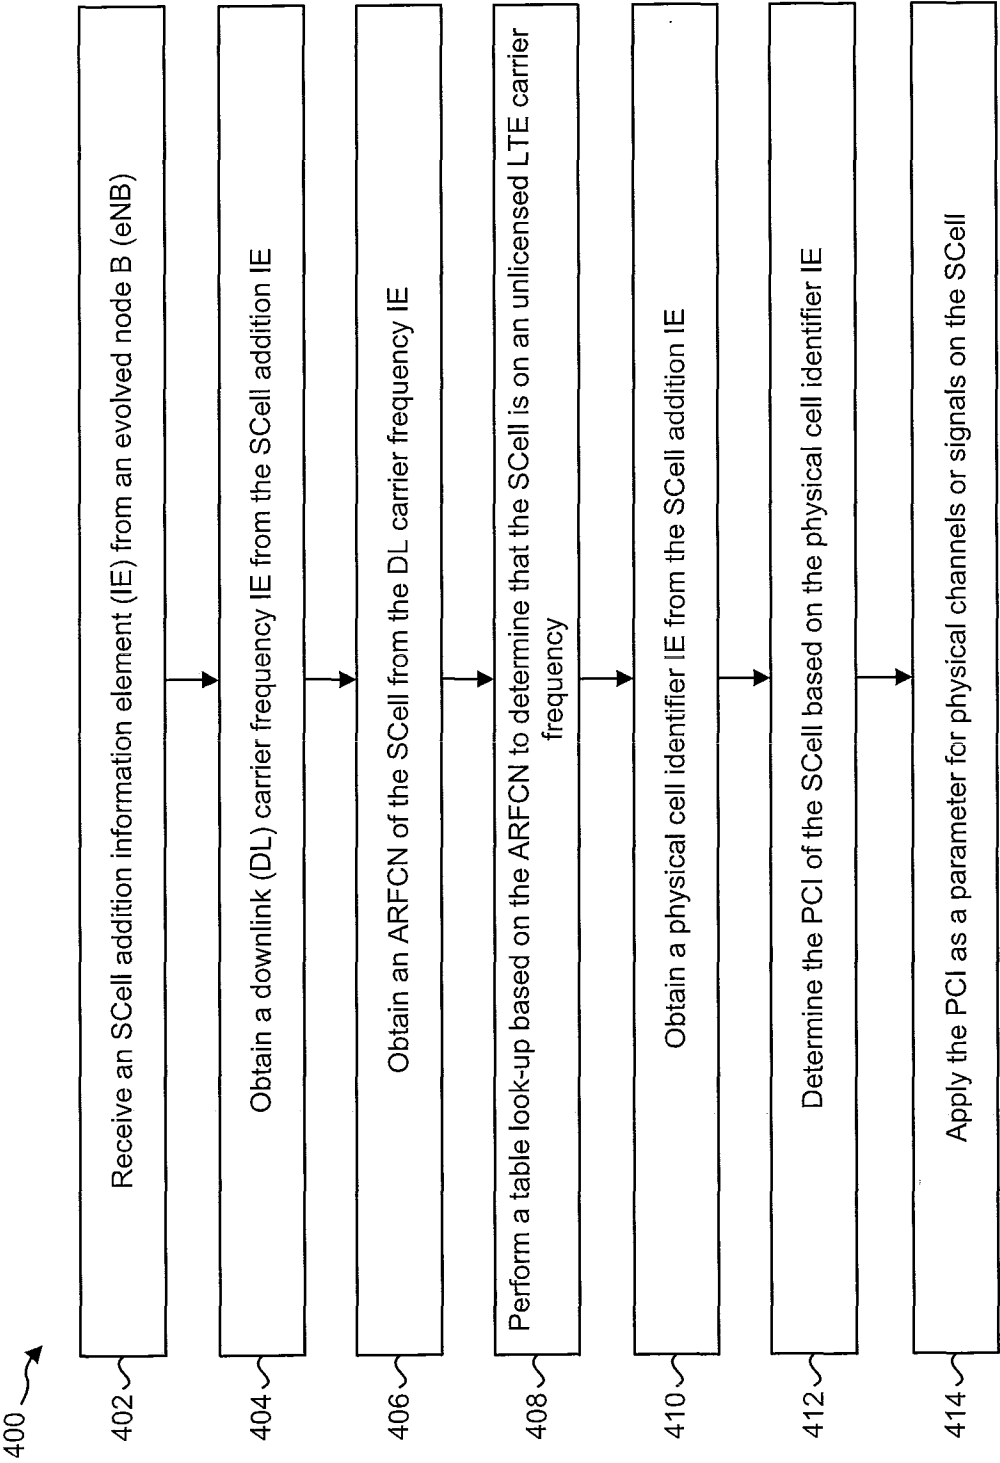 400
402
Receive an SCell addition information element (IE) from an evolved node B (eNB)
404
Obtain a downlink (DL) carrier frequency IE from the SCell addition IE
406
Obtain an ARFCN of the SCell from the DL carrier frequency IE
408
Perform a table look-up based on the ARFCN to determine that the SCell is on an unlicensed LTE carrier
frequency
410
Obtain a physical cell identifier IE from the SCell addition IE
412
Determine the PCI of the SCell based on the physical cell identifier IE
414
Apply the PCI as a parameter for physical channels or signals on the SCell